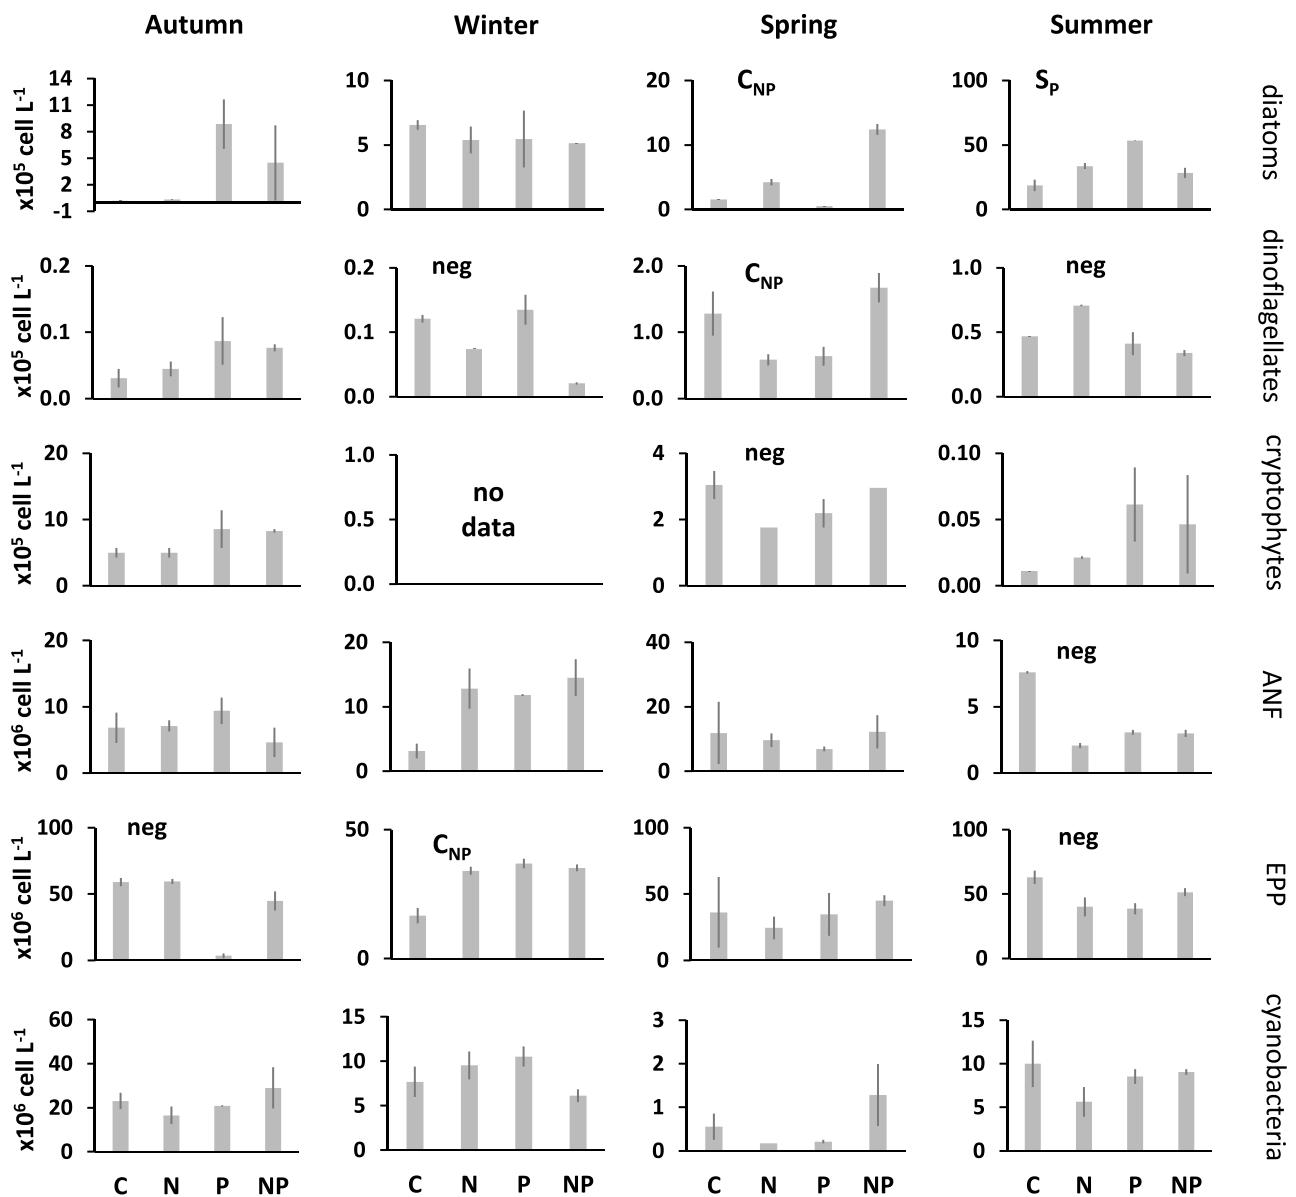 Autumn Winter Spring Summer
x10⁵ cell L⁻¹ 14 11 8 5 2 -1
10 5 0
20 10 0 C_NP
100 50 0 S_P
diatoms
x10⁵ cell L⁻¹ 0.2 0.1 0.0
0.2 0.1 0.0 neg
2.0 1.0 0.0 C_NP
1.0 0.5 0.0 neg
dinoflagellates
x10⁵ cell L⁻¹ 20 10 0
1.0 0.5 0.0
no
data
4 2 0 neg
0.10 0.05 0.00
cryptophytes
x10⁶ cell L⁻¹ 20 10 0
20 10 0
40 20 0
10 5 0 neg
ANF
x10⁶ cell L⁻¹ 100 50 0 neg
50 0 C_NP
100 50 0
100 50 0 neg
EPP
x10⁶ cell L⁻¹ 60 40 20 0
15 10 5 0
3 2 1 0
15 10 5 0
cyanobacteria
C N P NP
C N P NP
C N P NP
C N P NP